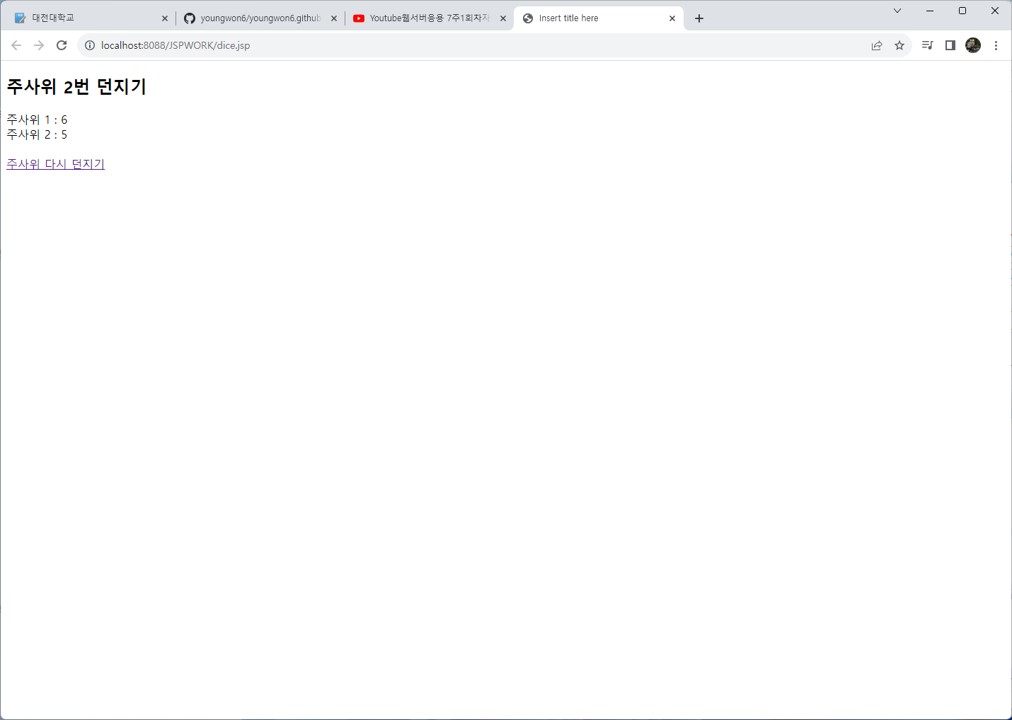 대전대학교
youngwon6/youngwon6.github
Youtube웹서버응용 7주1회차
Insert title here
localhost:8088/JSPWORK/dice.jsp
주사위 2번 던지기
주사위 1 : 6
주사위 2 : 5
주사위 다시 던지기